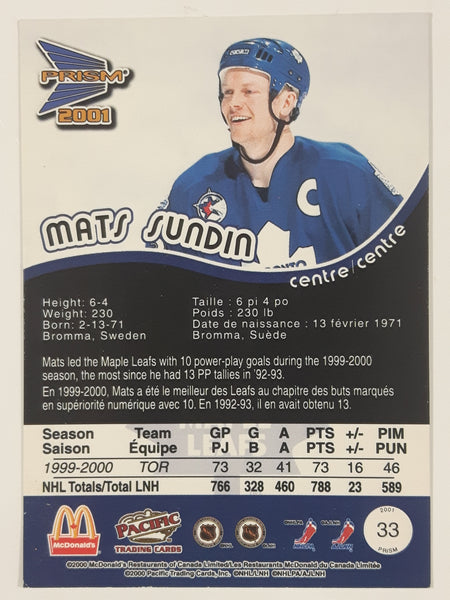 PRISM
2001
C
MATS SUNDIN
centre/centre
Height: 6-4
Weight: 230
Born: 2-13-71
Bromma, Sweden
Taille : 6 pi 4 po
Poids : 230 lb
Date de naissance : 13 février 1971
Bromma, Suède
Mats led the Maple Leafs with 10 power-play goals during the 1999-2000
season, the most since he had 13 PP tallies in '92-93.
En 1999-2000, Mats a été le meilleur des Leafs au chapitre des buts marqués
en supériorité numérique avec 10. En 1992-93, il en avait obtenu 13.
Season Team GP G A PTS +/- PIM
Saison Équipe PJ B A PTS +/- PUN
1999-2000 TOR 73 32 41 73 16 46
NHL Totals/Total LNH 766 328 460 788 23 589
McDonald's
PACIFIC
TRADING CARDS
2001
33
PRISM
©2000 McDonald's Restaurants of Canada Limited/Les Restaurants McDonald du Canada Limitée
©2000 Pacific Trading Cards, Inc. ©NHL/LNH ©NHLPA/AJLNH